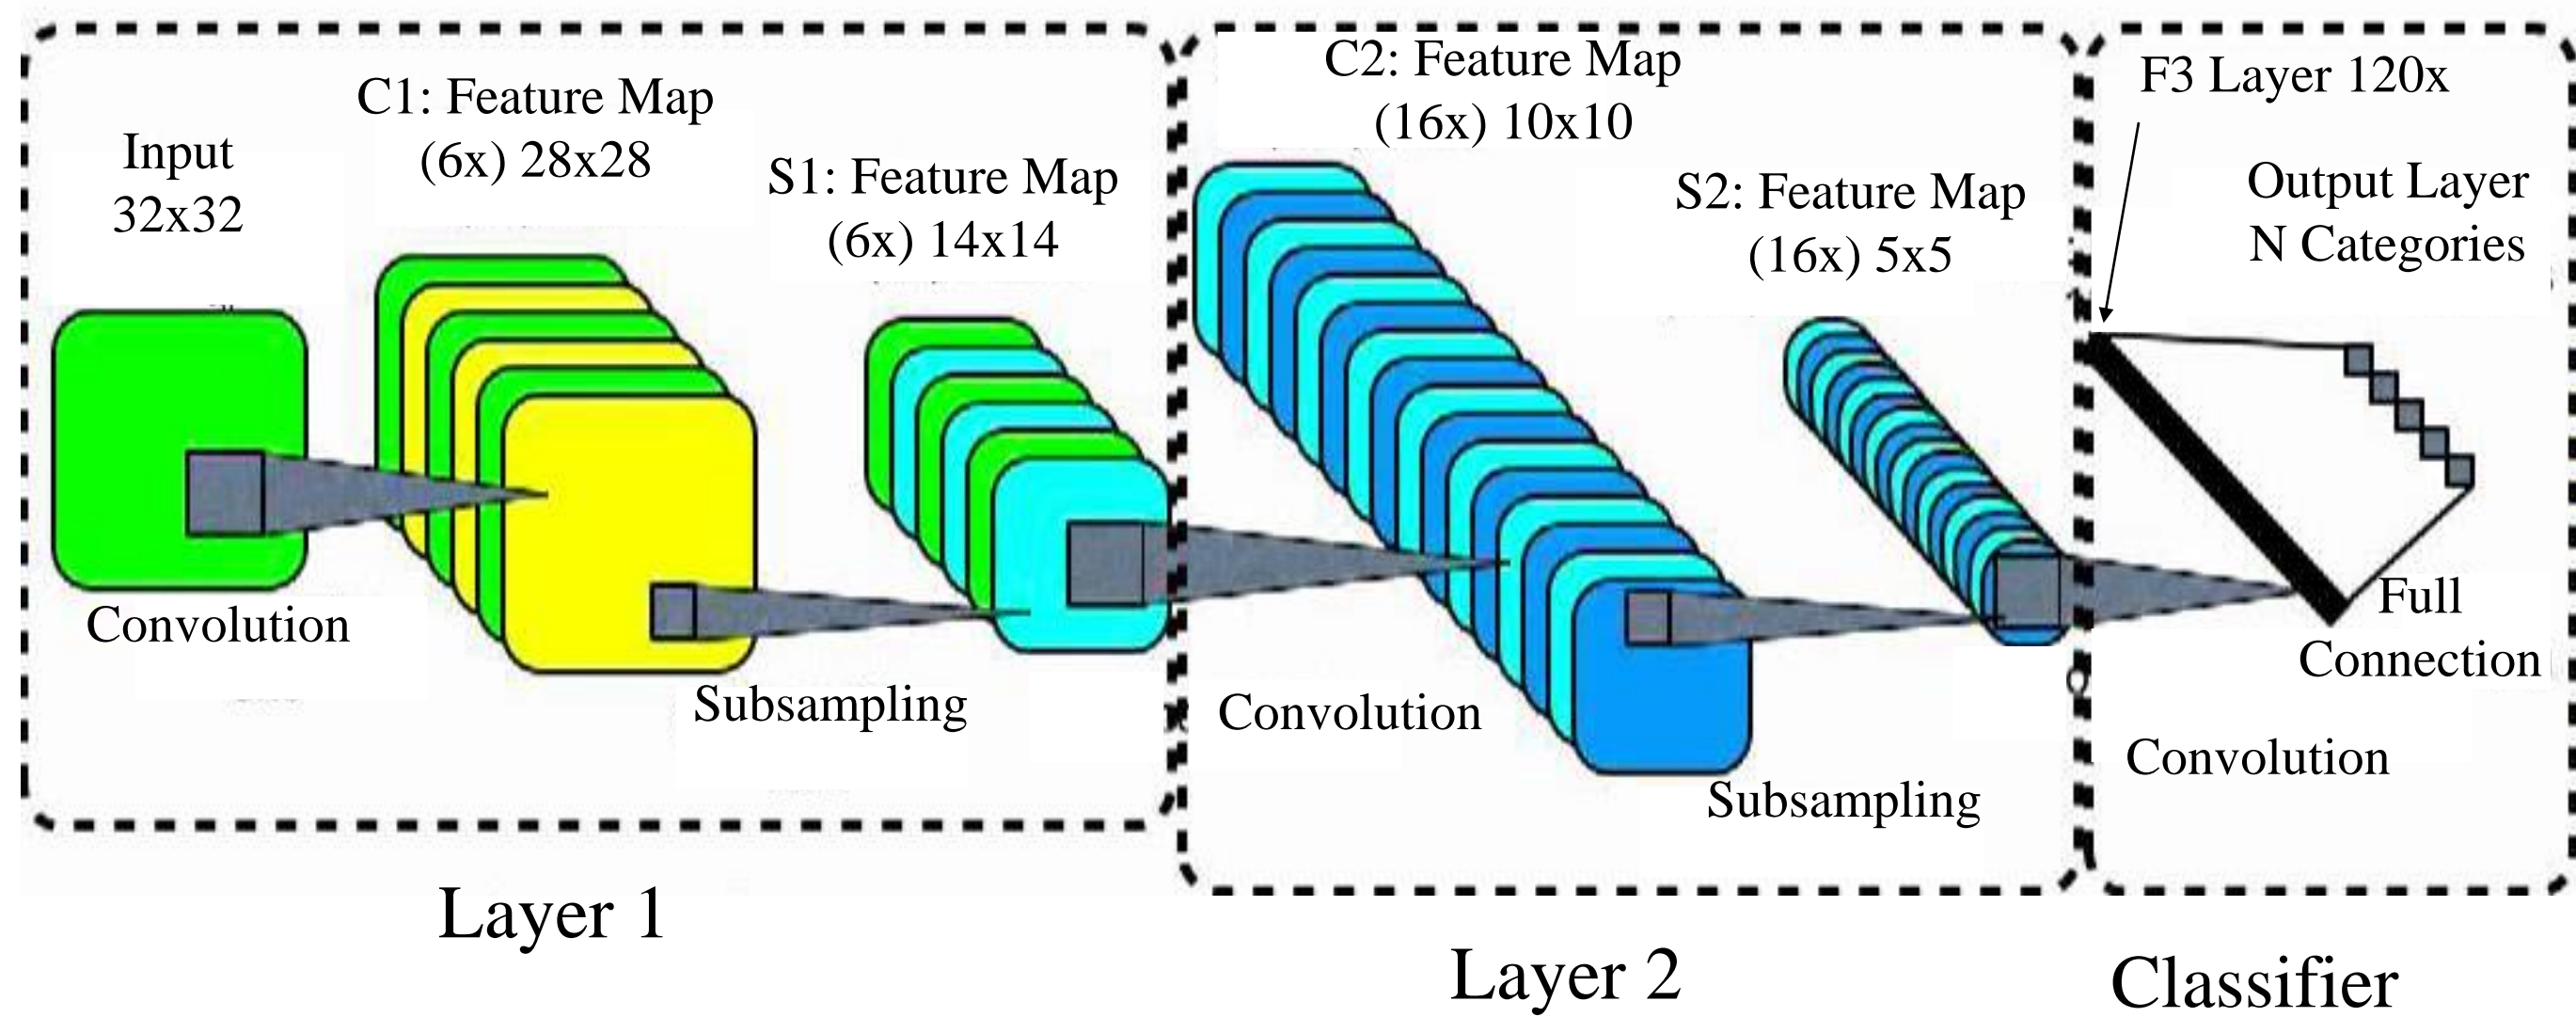 Input
32x32
C1: Feature Map
(6x) 28x28
S1: Feature Map
(6x) 14x14
Convolution
Subsampling
Layer 1
C2: Feature Map
(16x) 10x10
S2: Feature Map
(16x) 5x5
Convolution
Subsampling
Layer 2
F3 Layer 120x
Output Layer
N Categories
Full
Connection
Convolution
Classifier